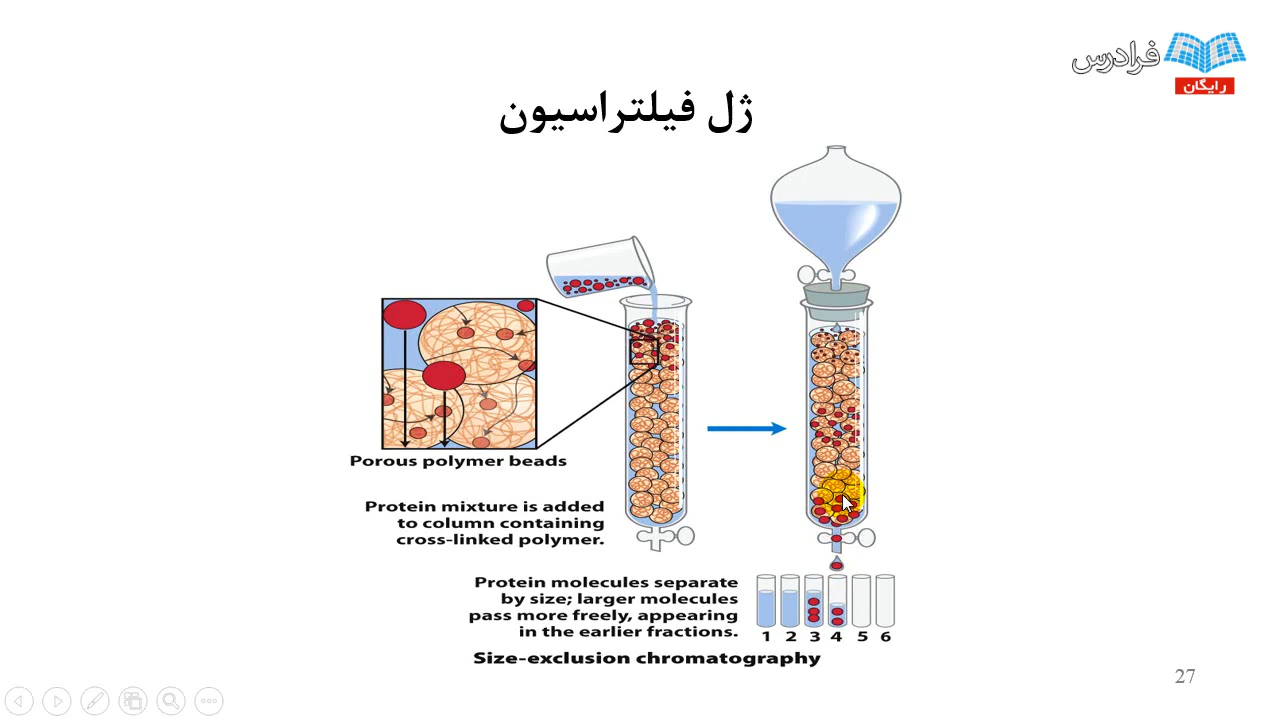 فرادرس
رایگان
ژل فیلتراسیون
Porous polymer beads
Protein mixture is added
to column containing
cross-linked polymer.
Protein molecules separate
by size; larger molecules
pass more freely, appearing
in the earlier fractions.
1 2 3 4 5 6
Size-exclusion chromatography
27